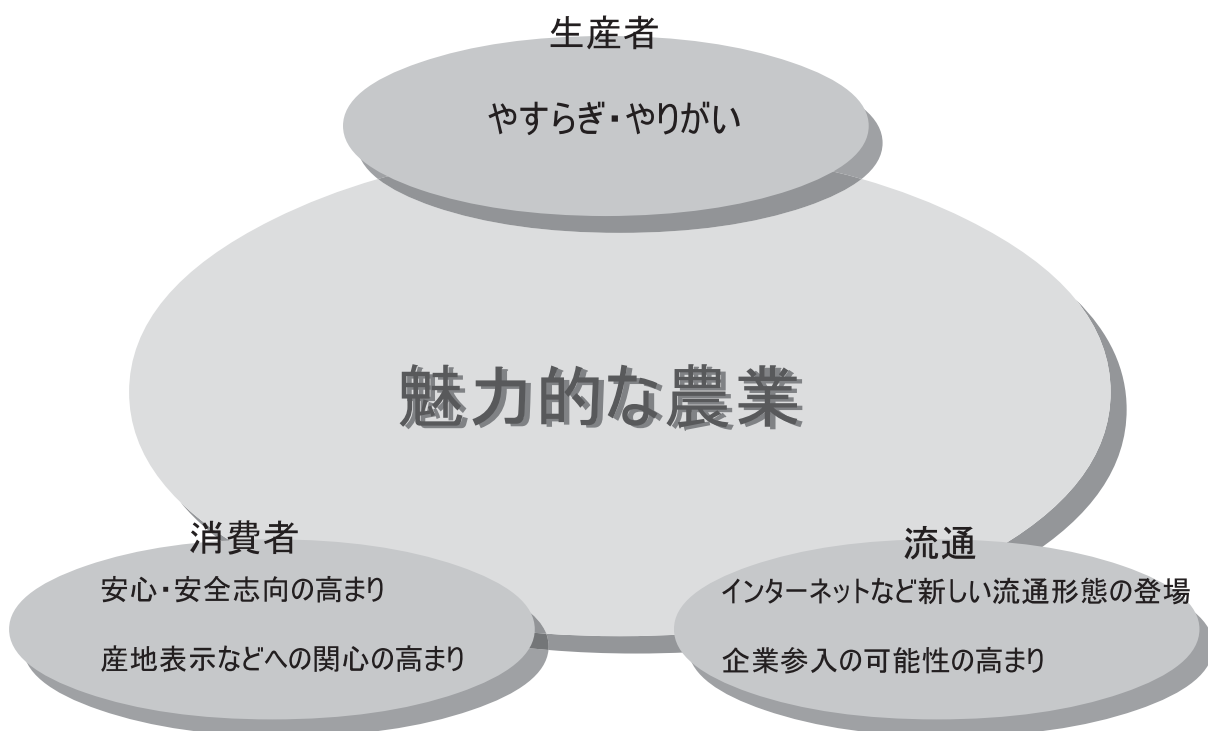 生産者
やすらぎ・やりがい
魅力的な農業
消費者
安心・安全志向の高まり
産地表示などへの関心の高まり
流通
インターネットなど新しい流通形態の登場
企業参入の可能性の高まり